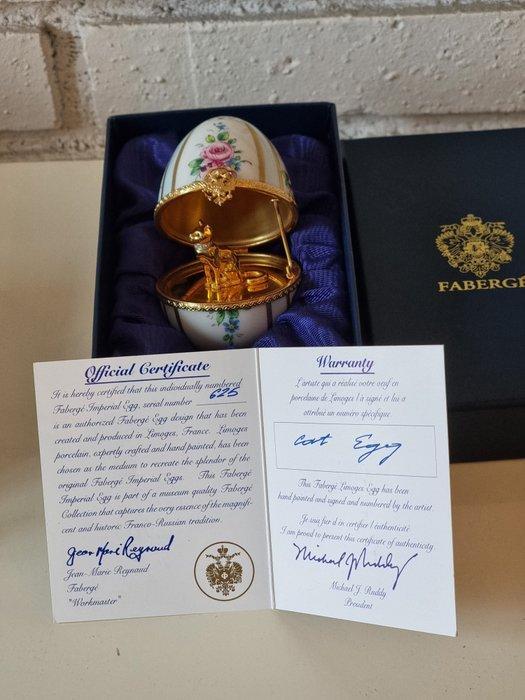 FABERGÉ
Official Certificate
It is hereby certified that this individually numbered
Fabergé Imperial Egg, serial number 625
is an authorized Fabergé Egg design that has been
created and produced in Limoges, France. Limoges
porcelain, expertly crafted and hand painted, has been
chosen as the medium to recreate the splendor of the
original Fabergé Imperial Eggs. This Fabergé
Imperial Egg is part of a museum quality Fabergé
Collection that captures the very essence of the magnifi-
cent and historic Franco-Russian tradition.
Jean Marie Reynaud
Jean-Marie Reynaud
Fabergé
"Workmaster"
Warranty
L'artiste qui a réalisé votre oeuf en
porcelaine de Limoges l'a signé et lui a
attribué un numéro spécifique
Cat Egg
This Fabergé Limoges Egg has been
hand painted and signed and numbered by the artist.
Je suis fier d'en certifier l'authenticité
I am proud to present this certificate of authenticity
Michael J Ruddy
Michael J. Ruddy
President